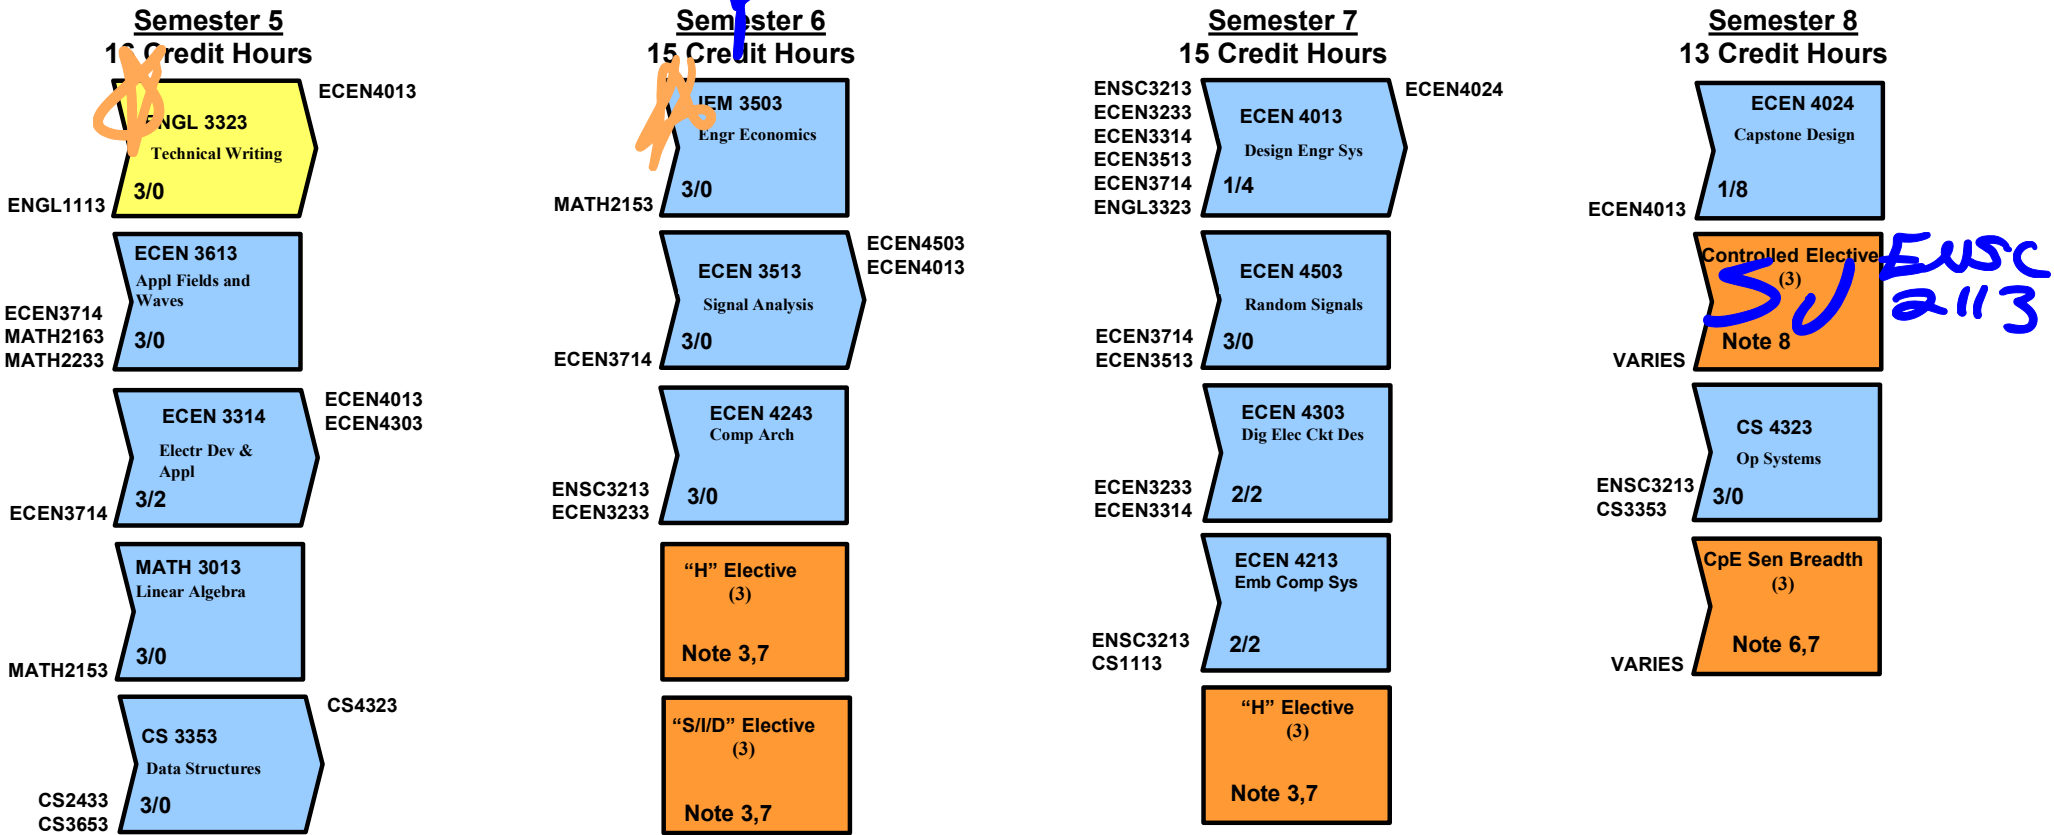 Semester 5
16 Credit Hours
ECEN4013
ENGL 3323
Technical Writing
3/0
ENGL1113
ECEN 3613
Appl Fields and
Waves
ECEN3714
MATH2163
MATH2233
3/0
ECEN4013
ECEN4303
ECEN 3314
Electr Dev &
Appl
3/2
ECEN3714
MATH 3013
Linear Algebra
3/0
MATH2153
CS4323
CS 3353
Data Structures
3/0
CS2433
CS3653
Semester 6
15 Credit Hours
IEM 3503
Engr Economics
3/0
MATH2153
ECEN4503
ECEN4013
ECEN 3513
Signal Analysis
3/0
ECEN3714
ECEN 4243
Comp Arch
3/0
ENSC3213
ECEN3233
“H” Elective
(3)
Note 3,7
“S/I/D” Elective
(3)
Note 3,7
Semester 7
15 Credit Hours
ENSC3213
ECEN3233
ECEN3314
ECEN3513
ECEN3714
ENGL3323
ECEN4024
ECEN 4013
Design Engr Sys
1/4
ECEN 4503
Random Signals
3/0
ECEN3714
ECEN3513
ECEN 4303
Dig Elec Ckt Des
2/2
ECEN3233
ECEN3314
ECEN 4213
Emb Comp Sys
2/2
ENSC3213
CS1113
“H” Elective
(3)
Note 3,7
Semester 8
13 Credit Hours
ECEN 4024
Capstone Design
1/8
ECEN4013
Controlled Elective
(3)
Note 8
VARIES
ENSC
2113
CS 4323
Op Systems
3/0
ENSC3213
CS3353
CpE Sen Breadth
(3)
Note 6,7
VARIES